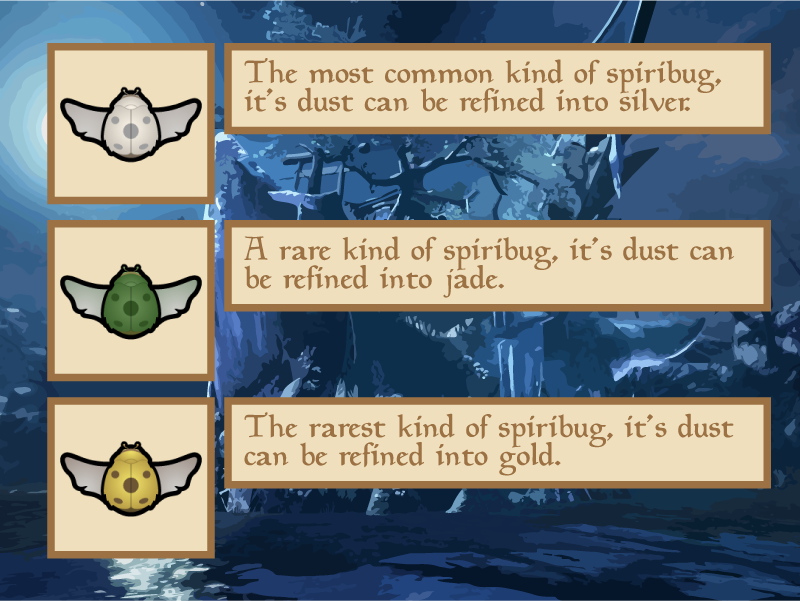 The most common kind of spiribug,
it's dust can be refined into silver.
A rare kind of spiribug, it's dust can
be refined into jade.
The rarest kind of spiribug, it's dust
can be refined into gold.